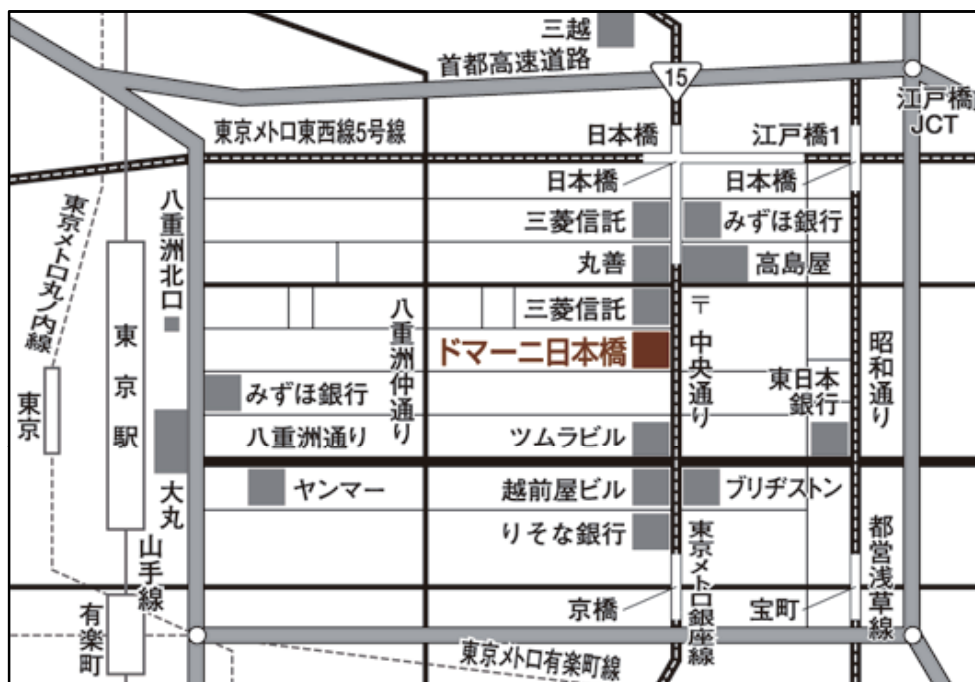 三越
首都高速道路
15
江戸橋
JCT
東京メトロ東西線5号線
日本橋
江戸橋1
日本橋
日本橋
八重洲北口
東京メトロ丸ノ内線
三菱信託
みずほ銀行
丸善
高島屋
三菱信託
〒
ドマーニ日本橋
中央通り
八重洲仲通り
昭和通り
東日本
銀行
東京駅
東京
みずほ銀行
八重洲通り
ツムラビル
大丸
ヤンマー
越前屋ビル
ブリヂストン
りそな銀行
山手線
東京メトロ銀座線
都営浅草線
有楽町
京橋
宝町
東京メトロ有楽町線